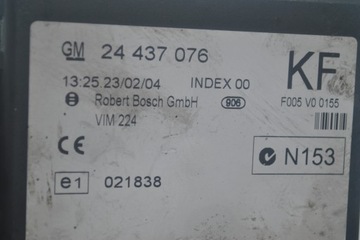 GM 24 437 076 KF
13:25 23/02/04 INDEX 00
Robert Bosch GmbH 906 F005 V0 0155
VIM 224
CE N153
e1 021838